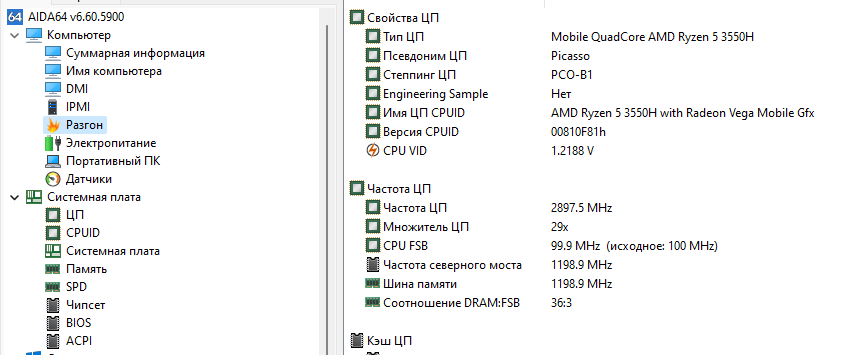 AIDA64 v6.60.5900
Компьютер
Суммарная информация
Имя компьютера
DMI
IPMI
Разгон
Электропитание
Портативный ПК
Датчики
Системная плата
ЦП
CPUID
Системная плата
Память
SPD
Чипсет
BIOS
ACPI
Свойства ЦП
Тип ЦП Mobile QuadCore AMD Ryzen 5 3550H
Псевдоним ЦП Picasso
Степпинг ЦП PCO-B1
Engineering Sample Нет
Имя ЦП CPUID AMD Ryzen 5 3550H with Radeon Vega Mobile Gfx
Версия CPUID 00810F81h
CPU VID 1.2188 V
Частота ЦП
Частота ЦП 2897.5 MHz
Множитель ЦП 29x
CPU FSB 99.9 MHz (исходное: 100 MHz)
Частота северного моста 1198.9 MHz
Шина памяти 1198.9 MHz
Соотношение DRAM:FSB 36:3
Кэш ЦП